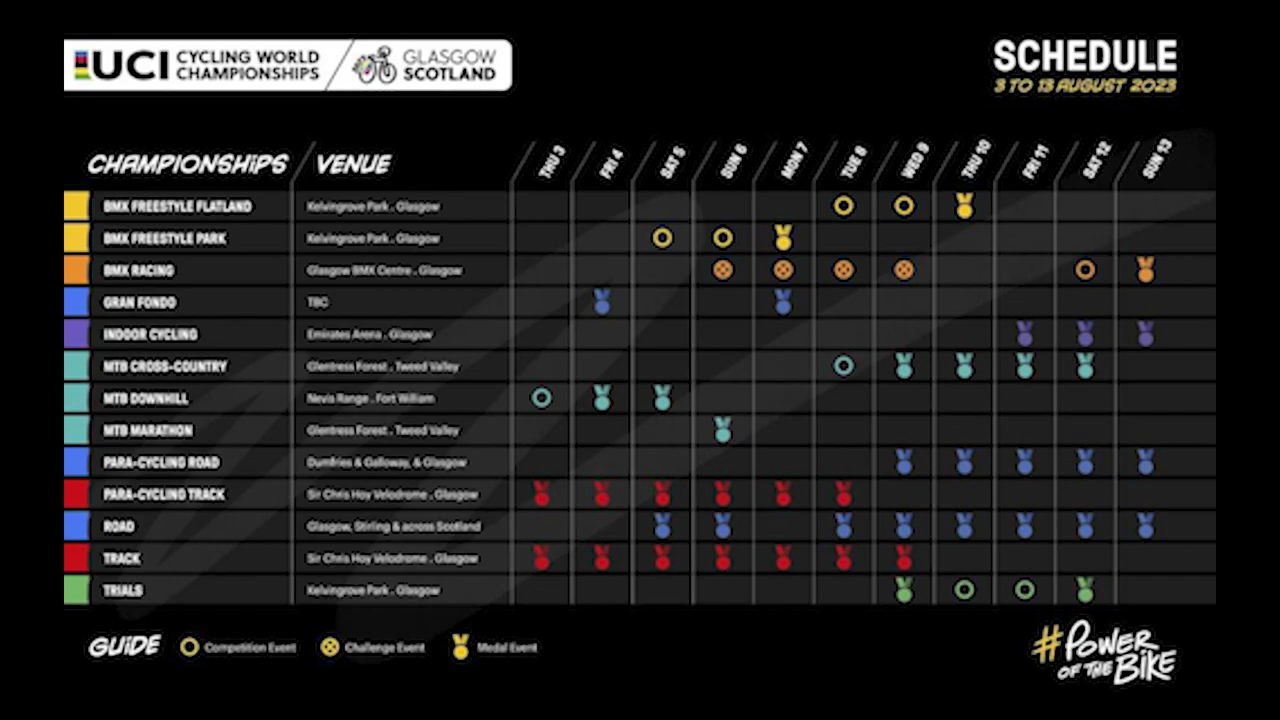 UCI CYCLING WORLD CHAMPIONSHIPS GLASGOW SCOTLAND
SCHEDULE
3 TO 13 AUGUST 2023
CHAMPIONSHIPS VENUE THU 3 FRI 4 SAT 5 SUN 6 MON 7 TUE 8 WED 9 THU 10 FRI 11 SAT 12 SUN 13
BMX FREESTYLE FLATLAND Kelvingrove Park . Glasgow
BMX FREESTYLE PARK Kelvingrove Park . Glasgow
BMX RACING Glasgow BMX Centre . Glasgow
GRAN FONDO TBC
INDOOR CYCLING Emirates Arena . Glasgow
MTB CROSS-COUNTRY Glentress Forest . Tweed Valley
MTB DOWNHILL Nevis Range . Fort William
MTB MARATHON Glentress Forest . Tweed Valley
PARA-CYCLING ROAD Dumfries & Galloway, & Glasgow
PARA-CYCLING TRACK Sir Chris Hoy Velodrome . Glasgow
ROAD Glasgow, Stirling & across Scotland
TRACK Sir Chris Hoy Velodrome . Glasgow
TRIALS Kelvingrove Park . Glasgow
GUIDE Competition Event Challenge Event Medal Event
#POWER OF THE BIKE